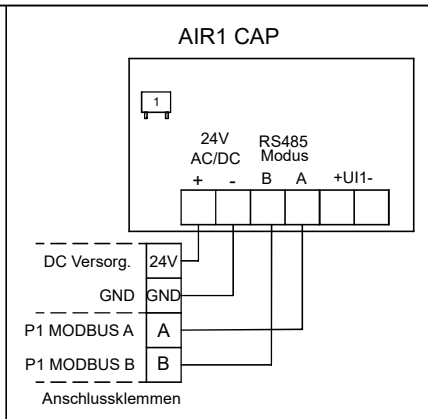 AIR1 CAP
1
24V
AC/DC
RS485
Modus
+ - B A +UI1-
DC Versorg. 24V
GND GND
P1 MODBUS A A
P1 MODBUS B B
Anschlussklemmen